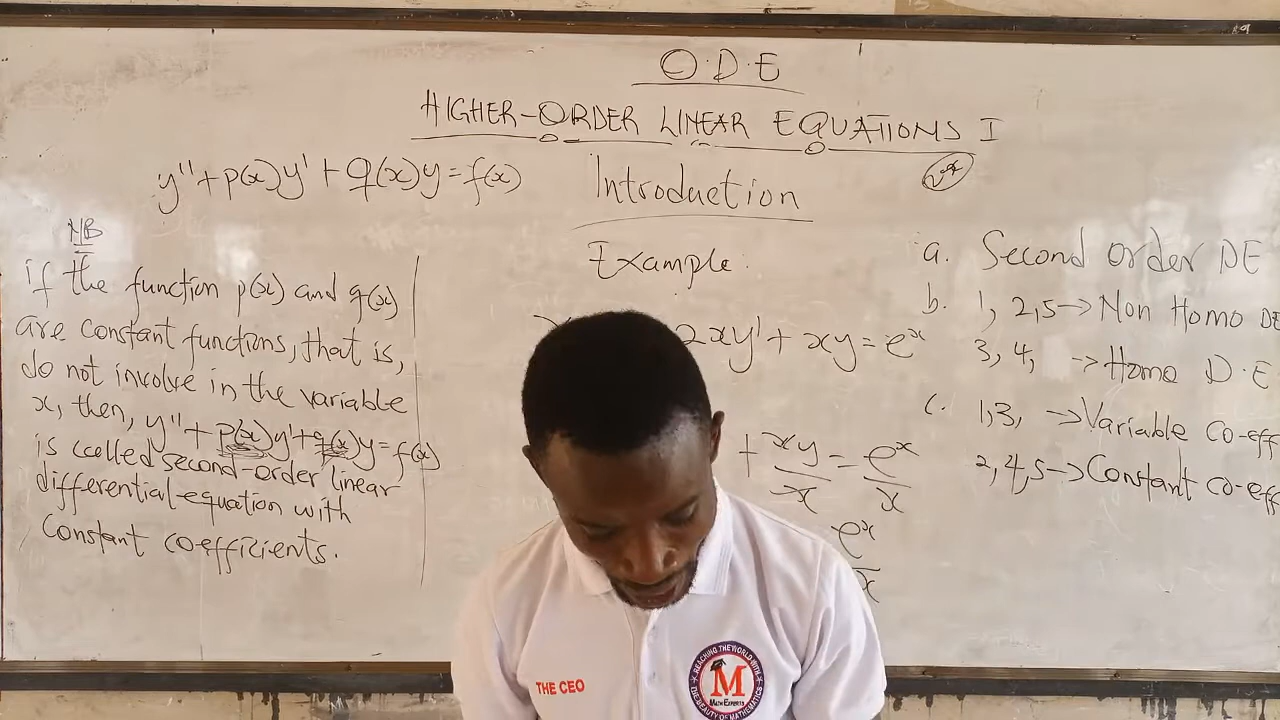 O.D.E
HIGHER-ORDER LINEAR EQUATIONS I
y'' + p(x)y' + q(x)y = f(x)
Introduction
NB
if the function p(x) and q(x)
are constant functions, that is,
do not involve in the variable
x, then, y'' + p(x)y' + q(x)y = f(x)
is called second-order linear
differential equation with
constant coefficients.
Example:
2xy' + xy = e^x
+ xy/x = e^x/x
e^x/x
a. Second order DE
b. 1, 2,5 → Non Homo DE
3, 4, → Homo D.E
c. 1,3, → Variable co-eff
2,4,5 → Constant co-eff
THE CEO
REACHING THE WORLD WITH
THE BEAUTY OF MATHEMATICS
M
MATH EXPERTS